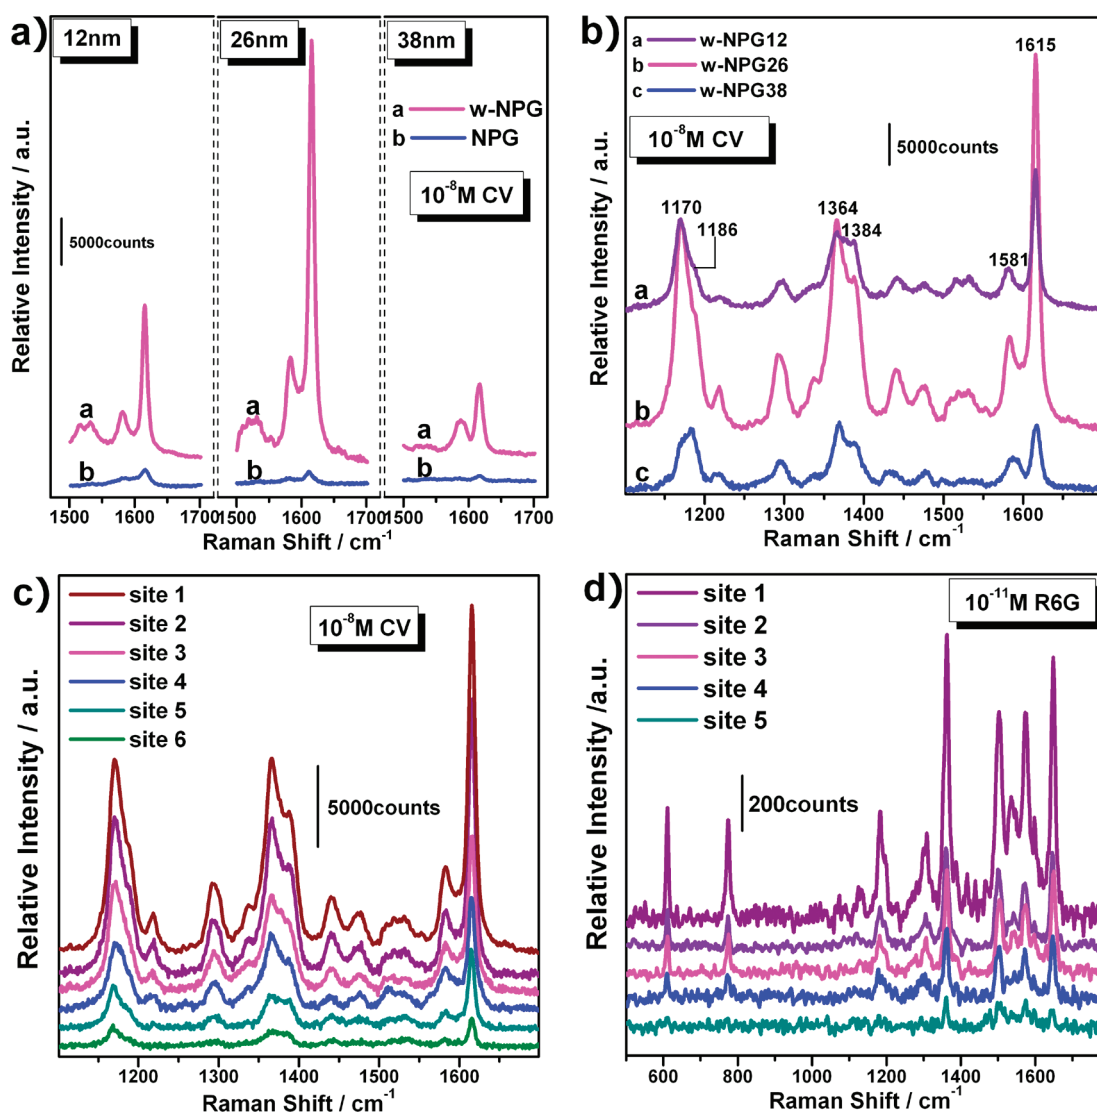 a)
12nm
26nm
38nm
a w-NPG
b NPG
10⁻⁸M CV
5000counts
a
a
a
b
b
b
1500 1600 1700
1500 1600 1700
1500 1600 1700
Relative Intensity / a.u.
Raman Shift / cm⁻¹
b)
a w-NPG12
b w-NPG26
c w-NPG38
10⁻⁸M CV
5000counts
1615
1170
1186
1364
1384
1581
a
b
c
1200 1300 1400 1500 1600
Relative Intensity / a.u.
Raman Shift / cm⁻¹
c)
site 1
site 2
site 3
site 4
site 5
site 6
10⁻⁸M CV
5000counts
1200 1300 1400 1500 1600
Relative Intensity / a.u.
Raman Shift / cm⁻¹
d)
site 1
site 2
site 3
site 4
site 5
10⁻¹¹M R6G
200counts
600 800 1000 1200 1400 1600
Relative Intensity /a.u.
Raman Shift / cm⁻¹